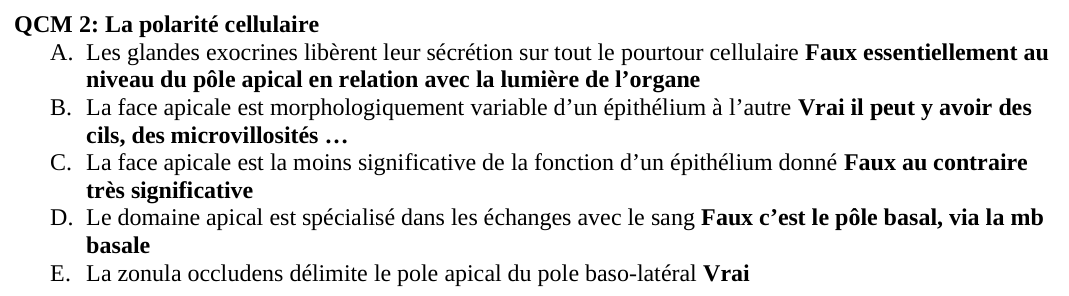 QCM 2: La polarité cellulaire
A. Les glandes exocrines libèrent leur sécrétion sur tout le pourtour cellulaire Faux essentiellement au
niveau du pôle apical en relation avec la lumière de l’organe
B. La face apicale est morphologiquement variable d’un épithélium à l’autre Vrai il peut y avoir des
cils, des microvillosités …
C. La face apicale est la moins significative de la fonction d’un épithélium donné Faux au contraire
très significative
D. Le domaine apical est spécialisé dans les échanges avec le sang Faux c’est le pôle basal, via la mb
basale
E. La zonula occludens délimite le pole apical du pole baso-latéral Vrai